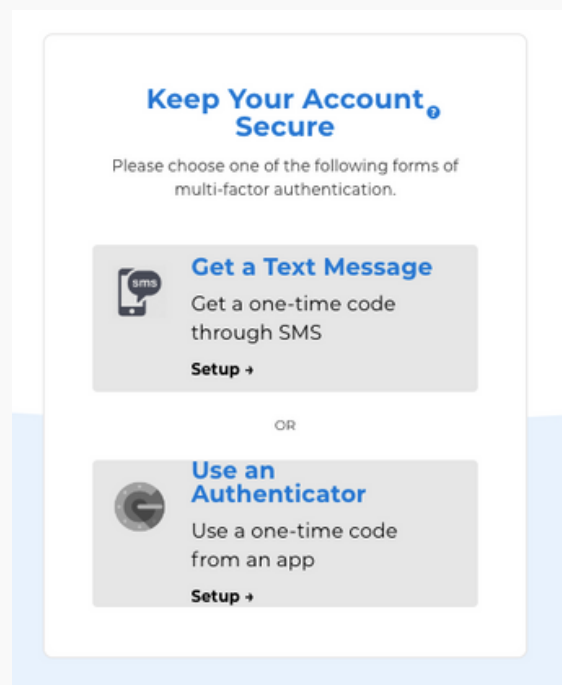 Keep Your Account ?
Secure
Please choose one of the following forms of
multi-factor authentication.
sms
Get a Text Message
Get a one-time code
through SMS
Setup →
OR
Use an
Authenticator
Use a one-time code
from an app
Setup →